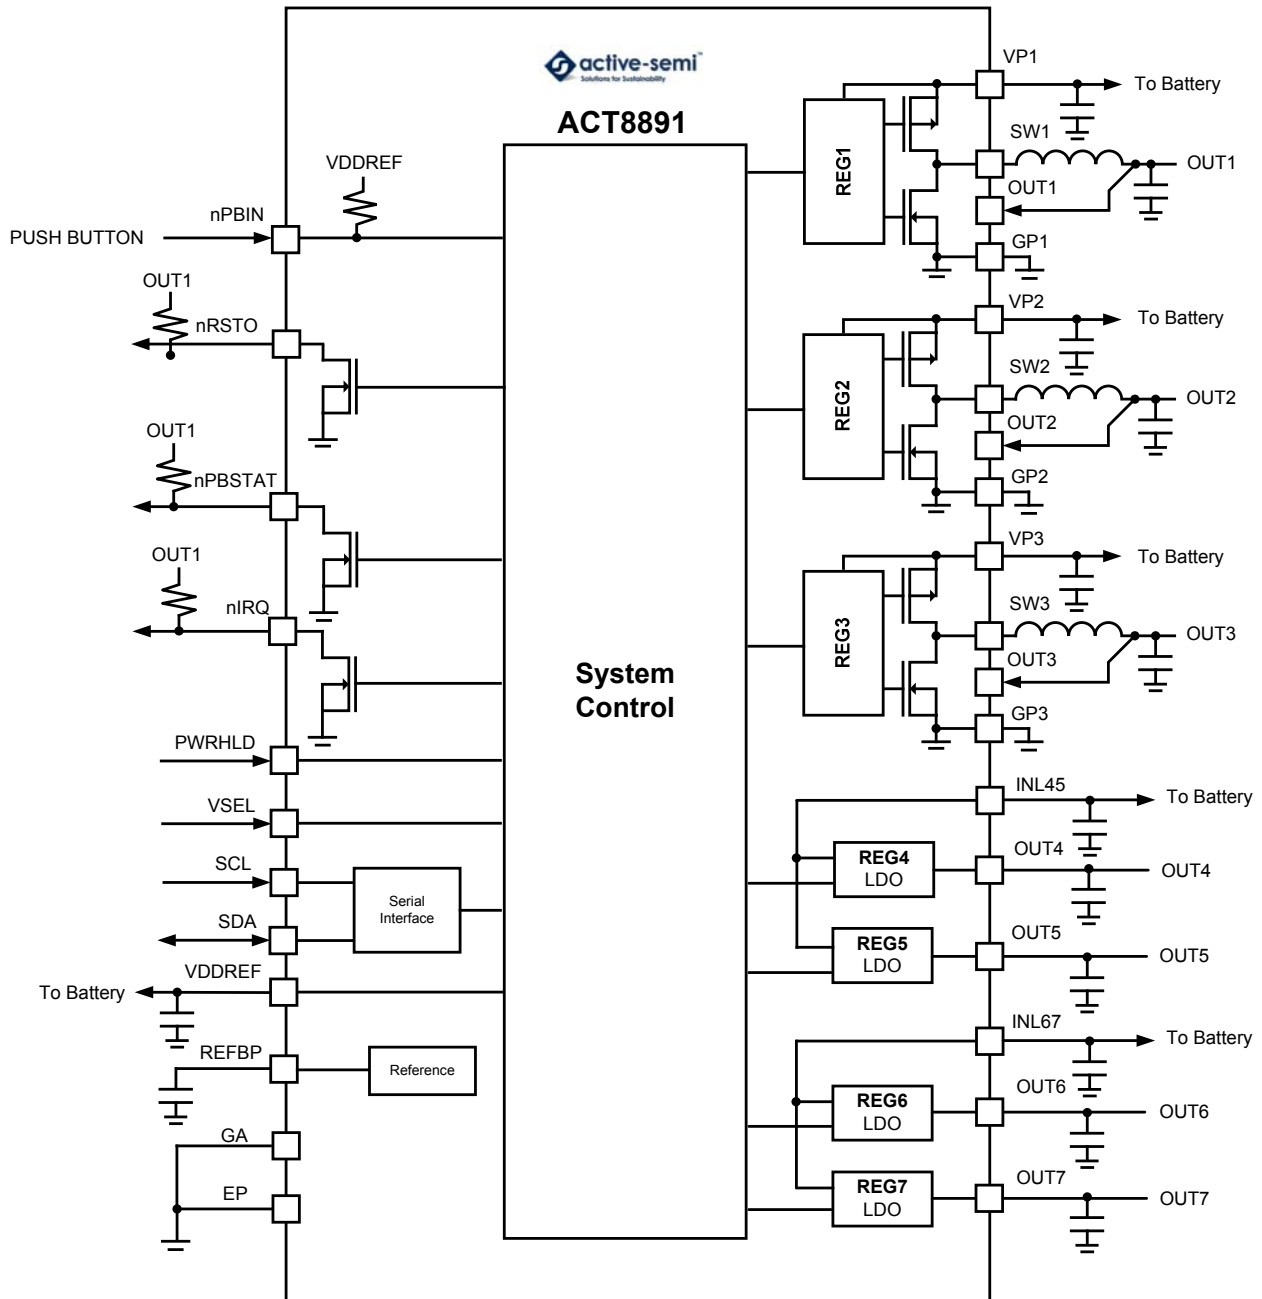 active-semi™
Solutions for Sustainability
ACT8891
VDDREF
nPBIN
PUSH BUTTON
OUT1
nRSTO
OUT1
nPBSTAT
OUT1
nIRQ
PWRHLD
VSEL
SCL
Serial
Interface
SDA
VDDREF
To Battery
REFBP
Reference
GA
EP
System
Control
VP1
To Battery
REG1
SW1
OUT1
OUT1
GP1
VP2
To Battery
REG2
SW2
OUT2
OUT2
GP2
VP3
To Battery
REG3
SW3
OUT3
OUT3
GP3
INL45
To Battery
REG4
LDO
OUT4
OUT4
REG5
LDO
OUT5
OUT5
INL67
To Battery
REG6
LDO
OUT6
OUT6
REG7
LDO
OUT7
OUT7